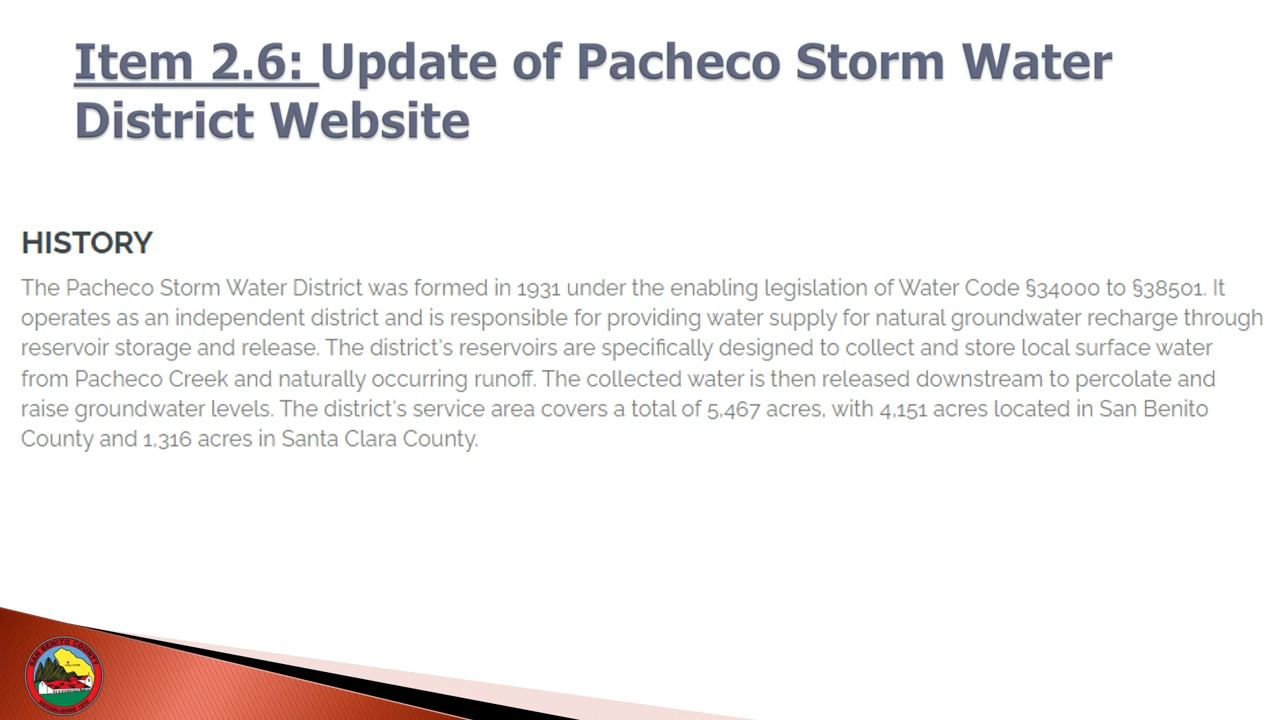 Item 2.6: Update of Pacheco Storm Water
District Website
HISTORY
The Pacheco Storm Water District was formed in 1931 under the enabling legislation of Water Code §34000 to §38501. It
operates as an independent district and is responsible for providing water supply for natural groundwater recharge through
reservoir storage and release. The district's reservoirs are specifically designed to collect and store local surface water
from Pacheco Creek and naturally occurring runoff. The collected water is then released downstream to percolate and
raise groundwater levels. The district's service area covers a total of 5,467 acres, with 4,151 acres located in San Benito
County and 1,316 acres in Santa Clara County.
SAN BENITO COUNTY